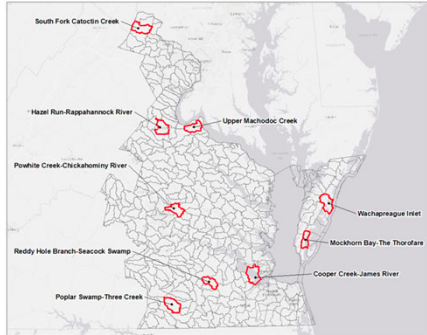 South Fork Catoctin Creek
Hazel Run-Rappahannock River
Upper Machodoc Creek
Powhite Creek-Chickahominy River
Wachapreague Inlet
Mockhorn Bay-The Thorofare
Reddy Hole Branch-Seacock Swamp
Cooper Creek-James River
Poplar Swamp-Three Creek